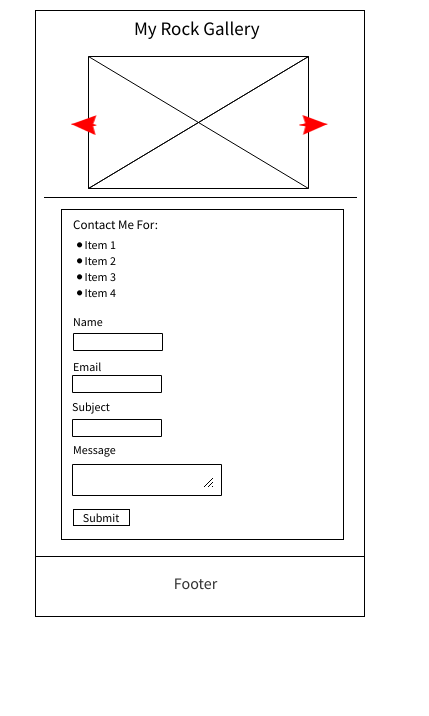 My Rock Gallery
Contact Me For:
Item 1
Item 2
Item 3
Item 4
Name
Email
Subject
Message
Submit
Footer